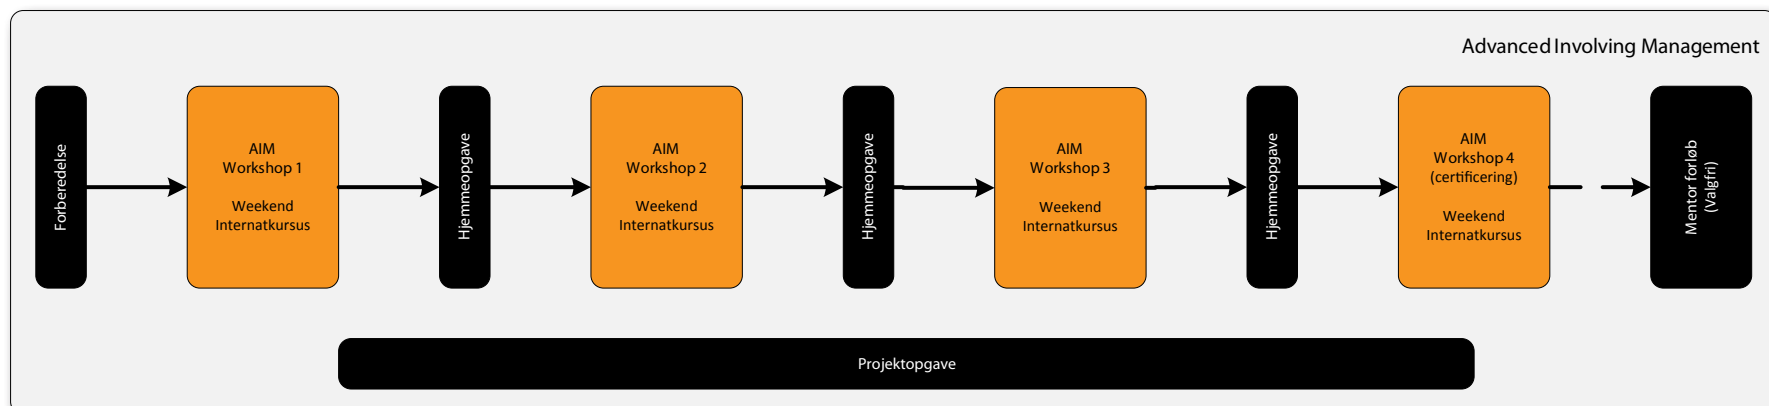 Advanced Involving Management
Forberedelse
AIM
Workshop 1
Weekend
Internatkursus
Hjemmeopgave
AIM
Workshop 2
Weekend
Internatkursus
Hjemmeopgave
AIM
Workshop 3
Weekend
Internatkursus
Hjemmeopgave
AIM
Workshop 4
(certificering)
Weekend
Internatkursus
Mentor forløb
(Valgfri)
Projektopgave